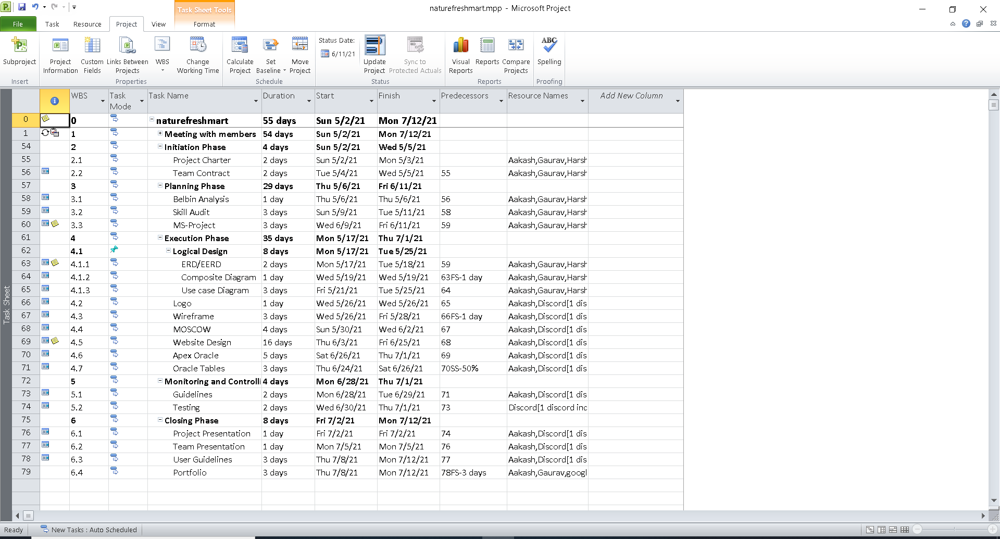 Task Sheet Tools
naturefreshmart.mpp - Microsoft Project
File Task Resource Project View Format
Subproject
Project Information
Custom Fields
Links Between Projects
WBS
Change Working Time
Calculate Project
Set Baseline
Move Project
Status Date:
6/11/21
Update Project
Sync to Protected Actuals
Visual Reports
Reports
Compare Projects
ABC
Spelling
Insert Properties Schedule Status Reports Proofing
WBS Task Mode Task Name Duration Start Finish Predecessors Resource Names Add New Column
0 0 naturefreshmart 55 days Sun 5/2/21 Mon 7/12/21
1 1 Meeting with members 54 days Sun 5/2/21 Mon 7/12/21
54 2 Initiation Phase 4 days Sun 5/2/21 Wed 5/5/21
55 2.1 Project Charter 2 days Sun 5/2/21 Mon 5/3/21 Aakash,Gaurav,Harsh
56 2.2 Team Contract 2 days Tue 5/4/21 Wed 5/5/21 55 Aakash,Gaurav,Harsh
57 3 Planning Phase 29 days Thu 5/6/21 Fri 6/11/21
58 3.1 Belbin Analysis 1 day Thu 5/6/21 Thu 5/6/21 56 Aakash,Gaurav,Harsh
59 3.2 Skill Audit 3 days Sun 5/9/21 Tue 5/11/21 58 Aakash,Gaurav,Harsh
60 3.3 MS-Project 3 days Wed 6/9/21 Fri 6/11/21 59 Aakash,Gaurav,Harsh
61 4 Execution Phase 35 days Mon 5/17/21 Thu 7/1/21
62 4.1 Logical Design 8 days Mon 5/17/21 Tue 5/25/21
63 4.1.1 ERD/EERD 2 days Mon 5/17/21 Tue 5/18/21 59 Aakash,Gaurav,Harsh
64 4.1.2 Composite Diagram 1 day Wed 5/19/21 Wed 5/19/21 63FS-1 day Aakash,Gaurav,Harsh
65 4.1.3 Use case Diagram 3 days Fri 5/21/21 Tue 5/25/21 64 Aakash,Gaurav,Harsh
66 4.2 Logo 1 day Wed 5/26/21 Wed 5/26/21 65 Aakash,Discord[1 dis
67 4.3 Wireframe 3 days Wed 5/26/21 Fri 5/28/21 66FS-1 day Aakash,Discord[1 dis
68 4.4 MOSCOW 4 days Sun 5/30/21 Wed 6/2/21 67 Aakash,Discord[1 dis
69 4.5 Website Design 16 days Thu 6/3/21 Fri 6/25/21 68 Aakash,Discord[1 dis
70 4.6 Apex Oracle 5 days Sat 6/26/21 Thu 7/1/21 69 Aakash,Discord[1 dis
71 4.7 Oracle Tables 3 days Thu 6/24/21 Sat 6/26/21 70SS-50% Aakash,Discord[1 dis
72 5 Monitoring and Controlli 4 days Mon 6/28/21 Thu 7/1/21
73 5.1 Guidelines 2 days Mon 6/28/21 Tue 6/29/21 71 Aakash,Discord[1 dis
74 5.2 Testing 2 days Wed 6/30/21 Thu 7/1/21 73 Discord[1 discord inc
75 6 Closing Phase 8 days Fri 7/2/21 Mon 7/12/21
76 6.1 Project Presentation 1 day Fri 7/2/21 Fri 7/2/21 74 Aakash,Discord[1 dis
77 6.2 Team Presentation 1 day Mon 7/5/21 Mon 7/5/21 76 Aakash,Discord[1 dis
78 6.3 User Guidelines 3 days Thu 7/8/21 Mon 7/12/21 77 Aakash,Discord[1 dis
79 6.4 Portfolio 3 days Thu 7/8/21 Mon 7/12/21 78FS-3 days Aakash,Gaurav,googl
Task Sheet
Ready New Tasks : Auto Scheduled